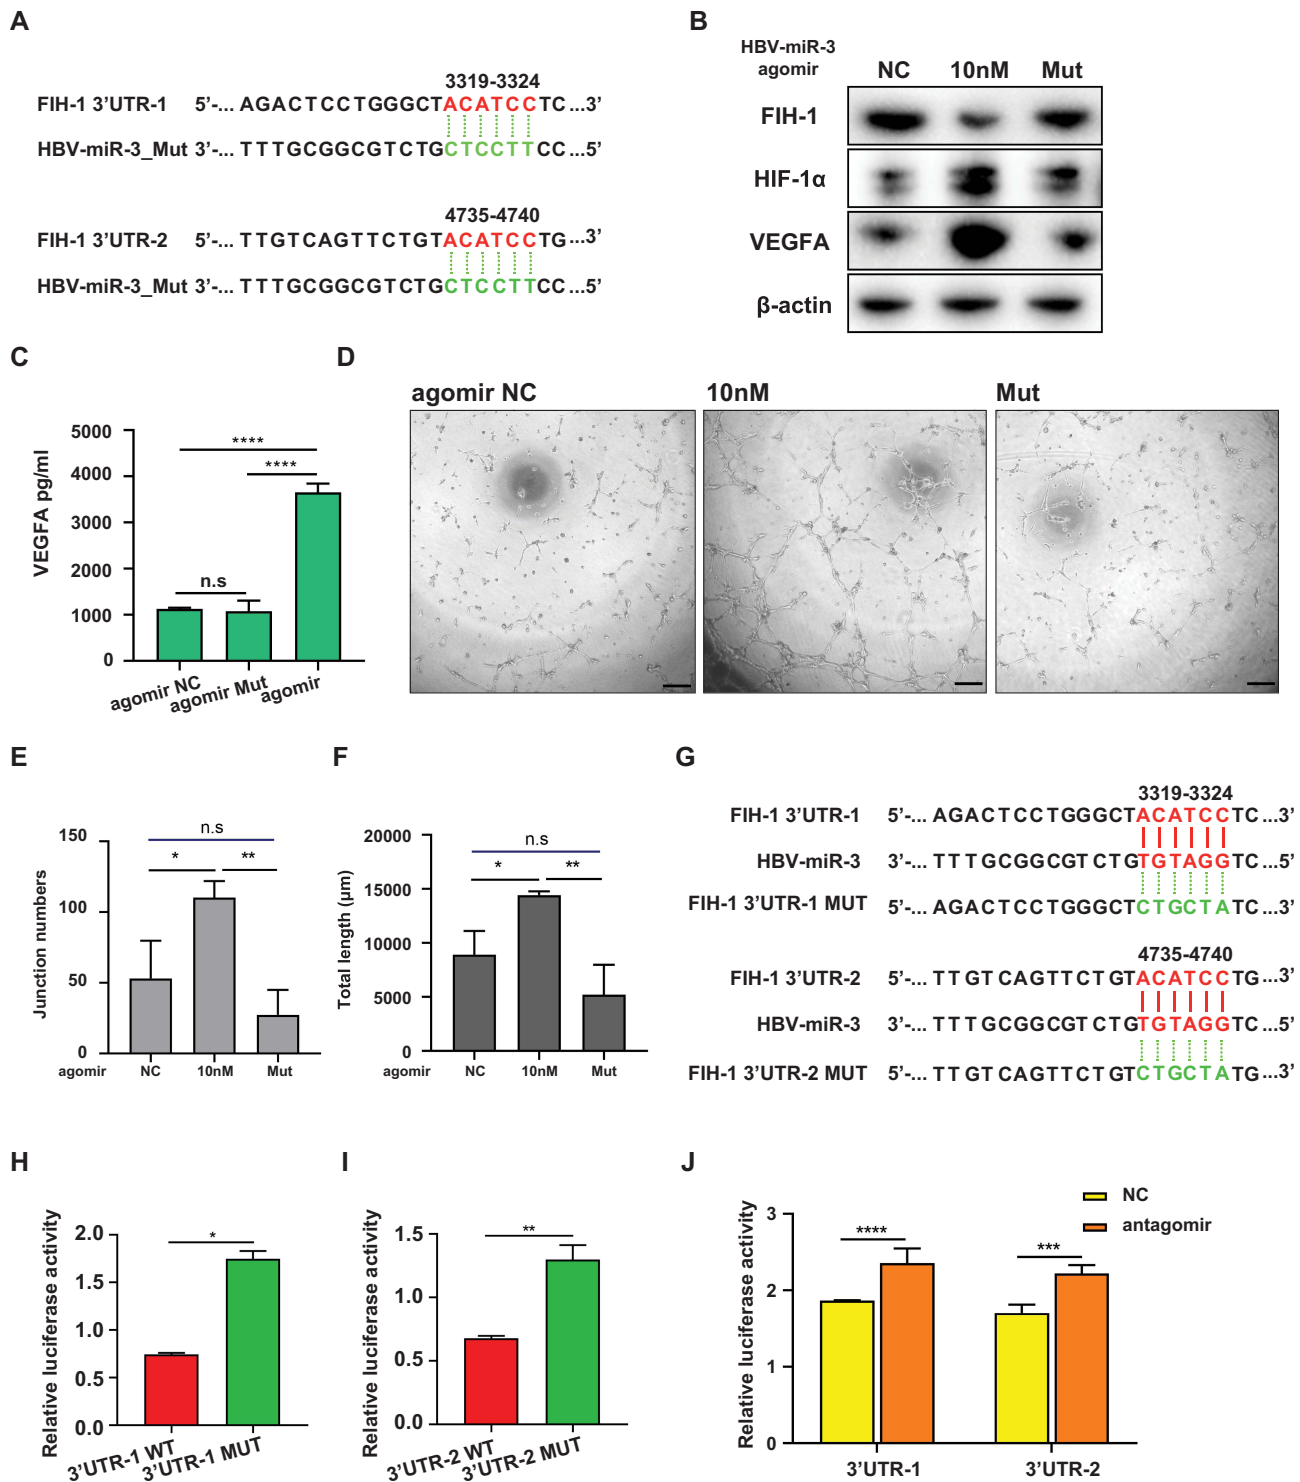 A
3319-3324
FIH-1 3'UTR-1 5'-... AGACTCCTGGGCTACATCCTC...3'
HBV-miR-3_Mut 3'-... TTTGCGGCGTCTGCTCCTTCC...5'
4735-4740
FIH-1 3'UTR-2 5'-... TTGTCAGTTCTGTACATCCTG...3'
HBV-miR-3_Mut 3'-... TTTGCGGCGTCTGCTCCTTCC...5'
B
HBV-miR-3
agomir
NC 10nM Mut
FIH-1
HIF-1α
VEGFA
β-actin
C
VEGFA pg/ml
5000
4000
3000
2000
1000
0
****
****
n.s
agomir NC
agomir Mut
agomir
D
agomir NC
10nM
Mut
E
Junction numbers
150
100
50
0
n.s
* **
agomir NC 10nM Mut
F
Total length (μm)
20000
15000
10000
5000
0
n.s
* **
agomir NC 10nM Mut
G
3319-3324
FIH-1 3'UTR-1 5'-... AGACTCCTGGGCTACATCCTC...3'
HBV-miR-3 3'-... TTTGCGGCGTCTGTGTAGGTC...5'
FIH-1 3'UTR-1 MUT 5'-... AGACTCCTGGGCTCTGCTATC...3'
4735-4740
FIH-1 3'UTR-2 5'-... TTGTCAGTTCTGTACATCCTG...3'
HBV-miR-3 3'-... TTTGCGGCGTCTGTGTAGGTC...5'
FIH-1 3'UTR-2 MUT 5'-... TTGTCAGTTCTGTCTGCTATG...3'
H
Relative luciferase activity
2.0
1.5
1.0
0.5
0.0
*
3'UTR-1 WT
3'UTR-1 MUT
I
Relative luciferase activity
1.5
1.0
0.5
0.0
**
3'UTR-2 WT
3'UTR-2 MUT
J
NC
antagomir
Relative luciferase activity
3
2
1
0
****
***
3'UTR-1 3'UTR-2